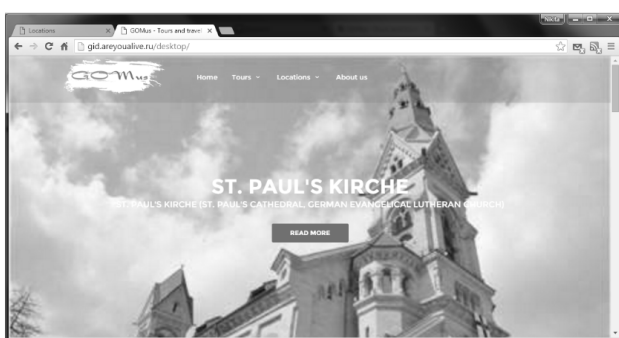 Nocta
Locations
GOMus - Tours and travel
gid.areyoualive.ru/desktop/
GOMus
Home Tours Locations About us
ST. PAUL'S KIRCHE
(ST. PAUL'S KIRCHE (ST. PAUL'S CATHEDRAL, GERMAN EVANGELICAL LUTHERAN CHURCH)
READ MORE